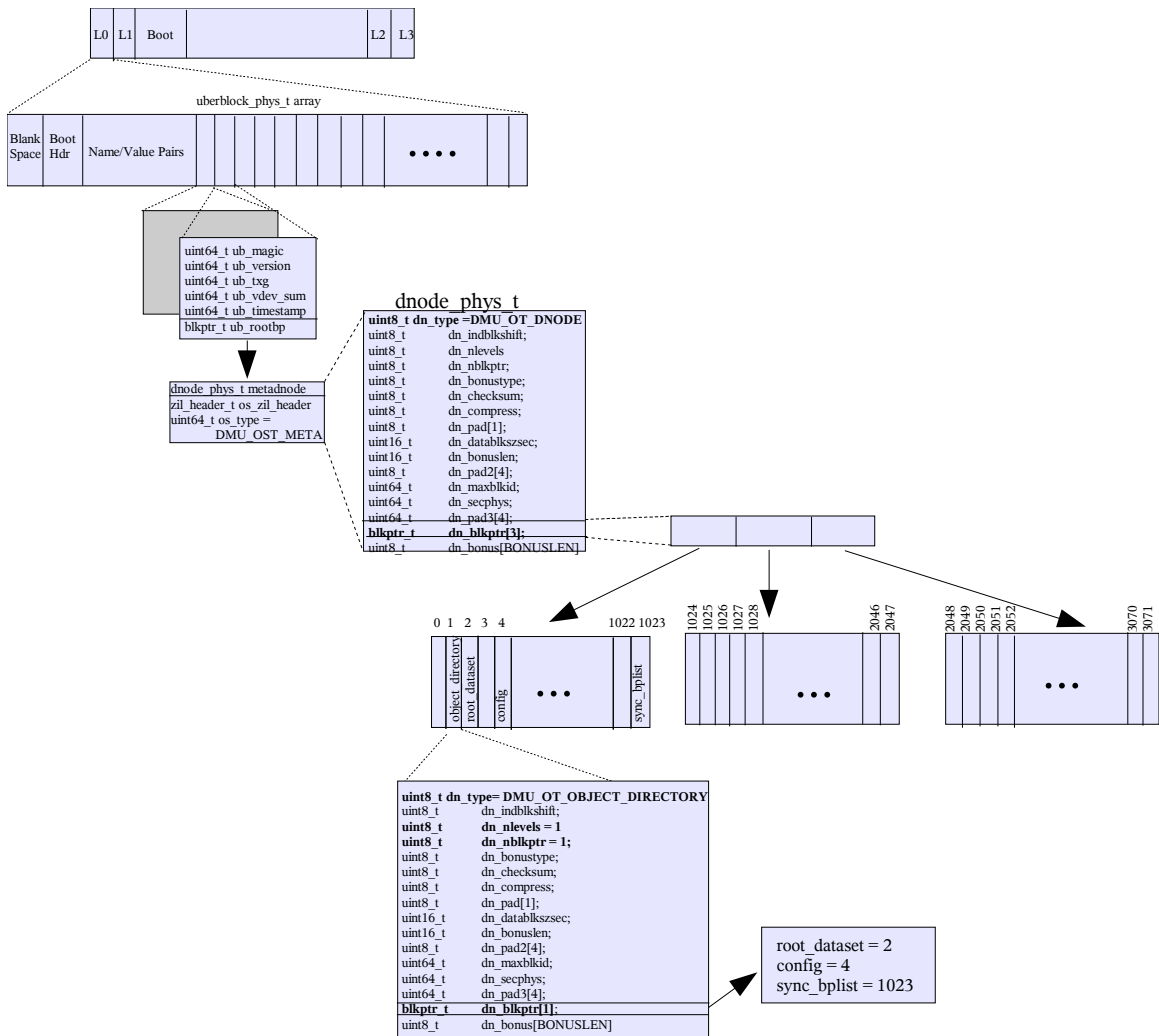 L0 L1 Boot L2 L3
uberblock_phys_t array
Blank Space
Boot Hdr
Name/Value Pairs
• • • •
uint64_t ub_magic
uint64_t ub_version
uint64_t ub_txg
uint64_t ub_vdev_sum
uint64_t ub_timestamp
blkptr_t ub_rootbp
dnode_phys_t metadnode
zil_header_t os_zil_header
uint64_t os_type =
DMU_OST_META
dnode_phys_t
uint8_t dn_type =DMU_OT_DNODE
uint8_t dn_indblkshift;
uint8_t dn_nlevels
uint8_t dn_nblkptr;
uint8_t dn_bonustype;
uint8_t dn_checksum;
uint8_t dn_compress;
uint8_t dn_pad[1];
uint16_t dn_datablkszsec;
uint16_t dn_bonuslen;
uint8_t dn_pad2[4];
uint64_t dn_maxblkid;
uint64_t dn_secphys;
uint64_t dn_pad3[4];
blkptr_t dn_blkptr[3];
uint8_t dn_bonus[BONUSLEN]
0 1 2 3 4 1022 1023
object_directory
root_dataset
config
• • •
sync_bplist
1024 1025 1026 1027 1028 2046 2047
• • •
2048 2049 2050 2051 2052 3070 3071
• • •
uint8_t dn_type= DMU_OT_OBJECT_DIRECTORY
uint8_t dn_indblkshift;
uint8_t dn_nlevels = 1
uint8_t dn_nblkptr = 1;
uint8_t dn_bonustype;
uint8_t dn_checksum;
uint8_t dn_compress;
uint8_t dn_pad[1];
uint16_t dn_datablkszsec;
uint16_t dn_bonuslen;
uint8_t dn_pad2[4];
uint64_t dn_maxblkid;
uint64_t dn_secphys;
uint64_t dn_pad3[4];
blkptr_t dn_blkptr[1];
uint8_t dn_bonus[BONUSLEN]
root_dataset = 2
config = 4
sync_bplist = 1023